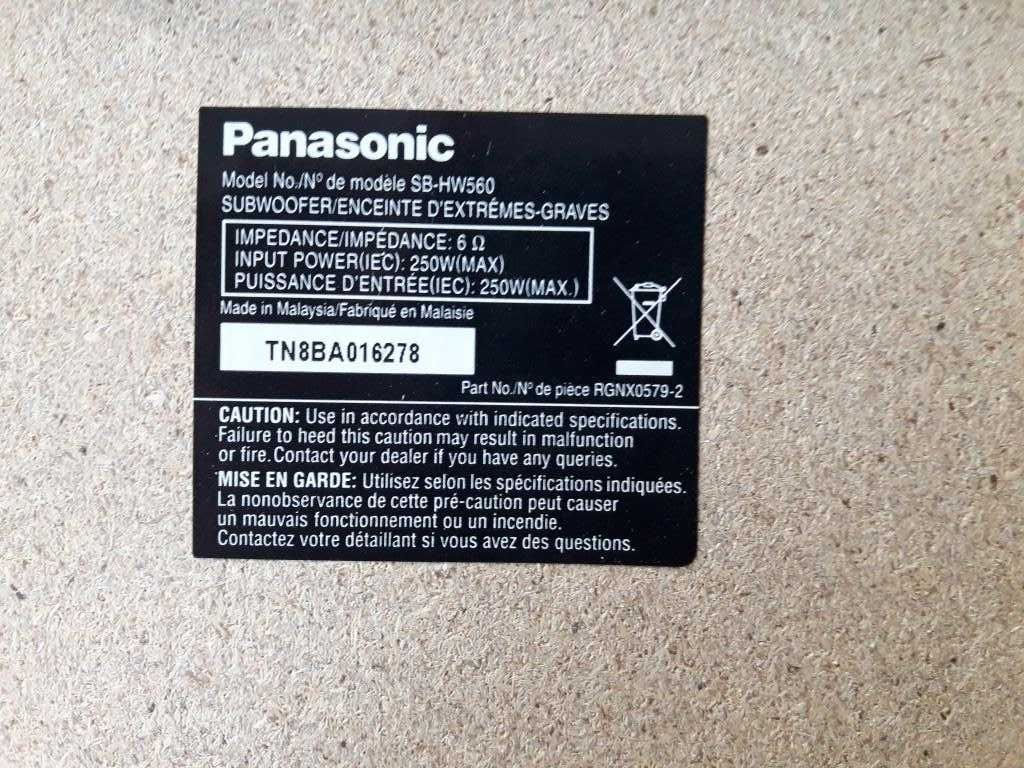 Panasonic
Model No./Nº de modèle SB-HW560
SUBWOOFER/ENCEINTE D'EXTRÉMES-GRAVES
IMPEDANCE/IMPÉDANCE: 6 Ω
INPUT POWER(IEC): 250W(MAX)
PUISSANCE D'ENTRÉE(IEC): 250W(MAX.)
Made in Malaysia/Fabriqué en Malaisie
TN8BA016278
Part No./Nº de pièce RGNX0579-2
CAUTION: Use in accordance with indicated specifications.
Failure to heed this caution may result in malfunction
or fire. Contact your dealer if you have any queries.
MISE EN GARDE: Utilisez selon les spécifications indiquées.
La nonobservance de cette pré-caution peut causer
un mauvais fonctionnement ou un incendie.
Contactez votre détaillant si vous avez des questions.